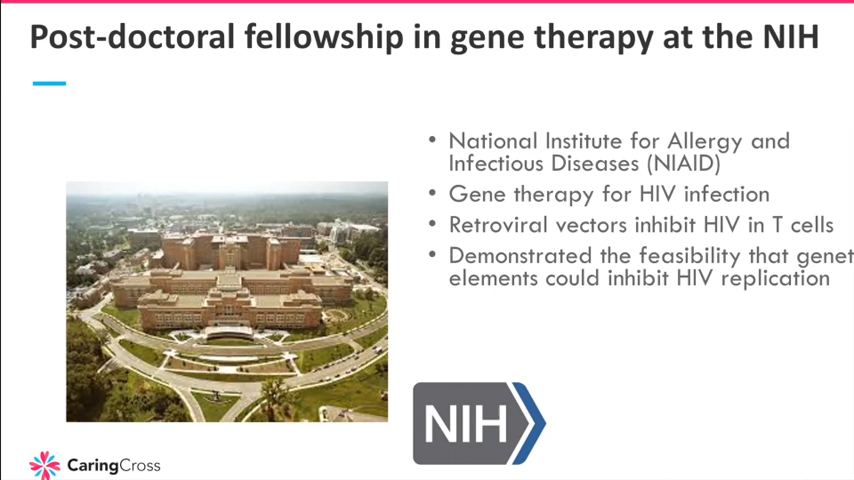 Post-doctoral fellowship in gene therapy at the NIH
• National Institute for Allergy and
Infectious Diseases (NIAID)
• Gene therapy for HIV infection
• Retroviral vectors inhibit HIV in T cells
• Demonstrated the feasibility that genet
elements could inhibit HIV replication
NIH
CaringCross